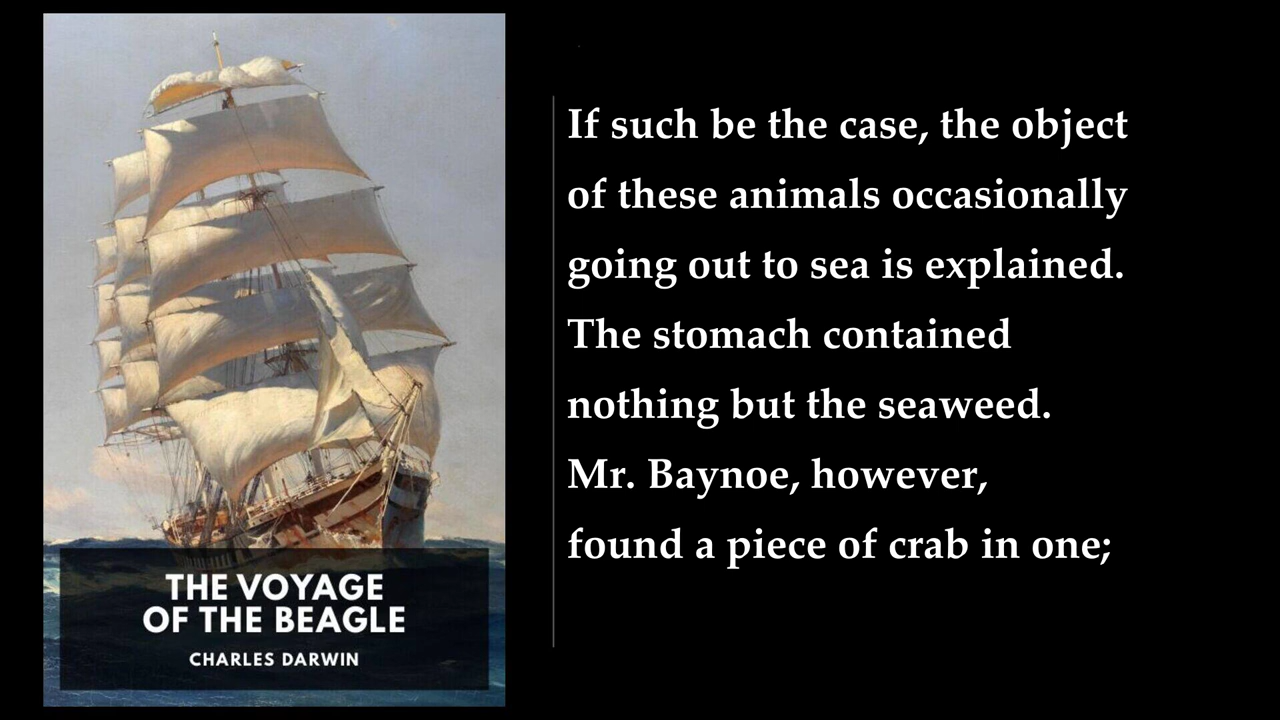 THE VOYAGE
OF THE BEAGLE
CHARLES DARWIN
If such be the case, the object
of these animals occasionally
going out to sea is explained.
The stomach contained
nothing but the seaweed.
Mr. Baynoe, however,
found a piece of crab in one;